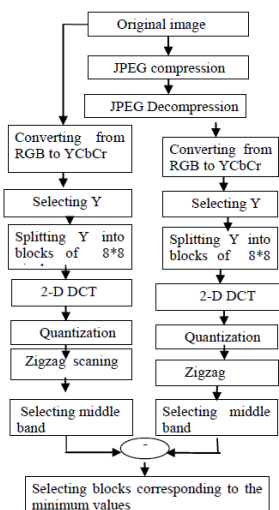 Original image
JPEG compression
JPEG Decompression
Converting from
RGB to YCbCr
Selecting Y
Splitting Y into
blocks of 8*8
2-D DCT
Quantization
Zigzag scaning
Selecting middle
band
Converting from
RGB to YCbCr
Selecting Y
Splitting Y into
blocks of 8*8
2-D DCT
Quantization
Zigzag
Selecting middle
band
-
Selecting blocks corresponding to the
minimum values